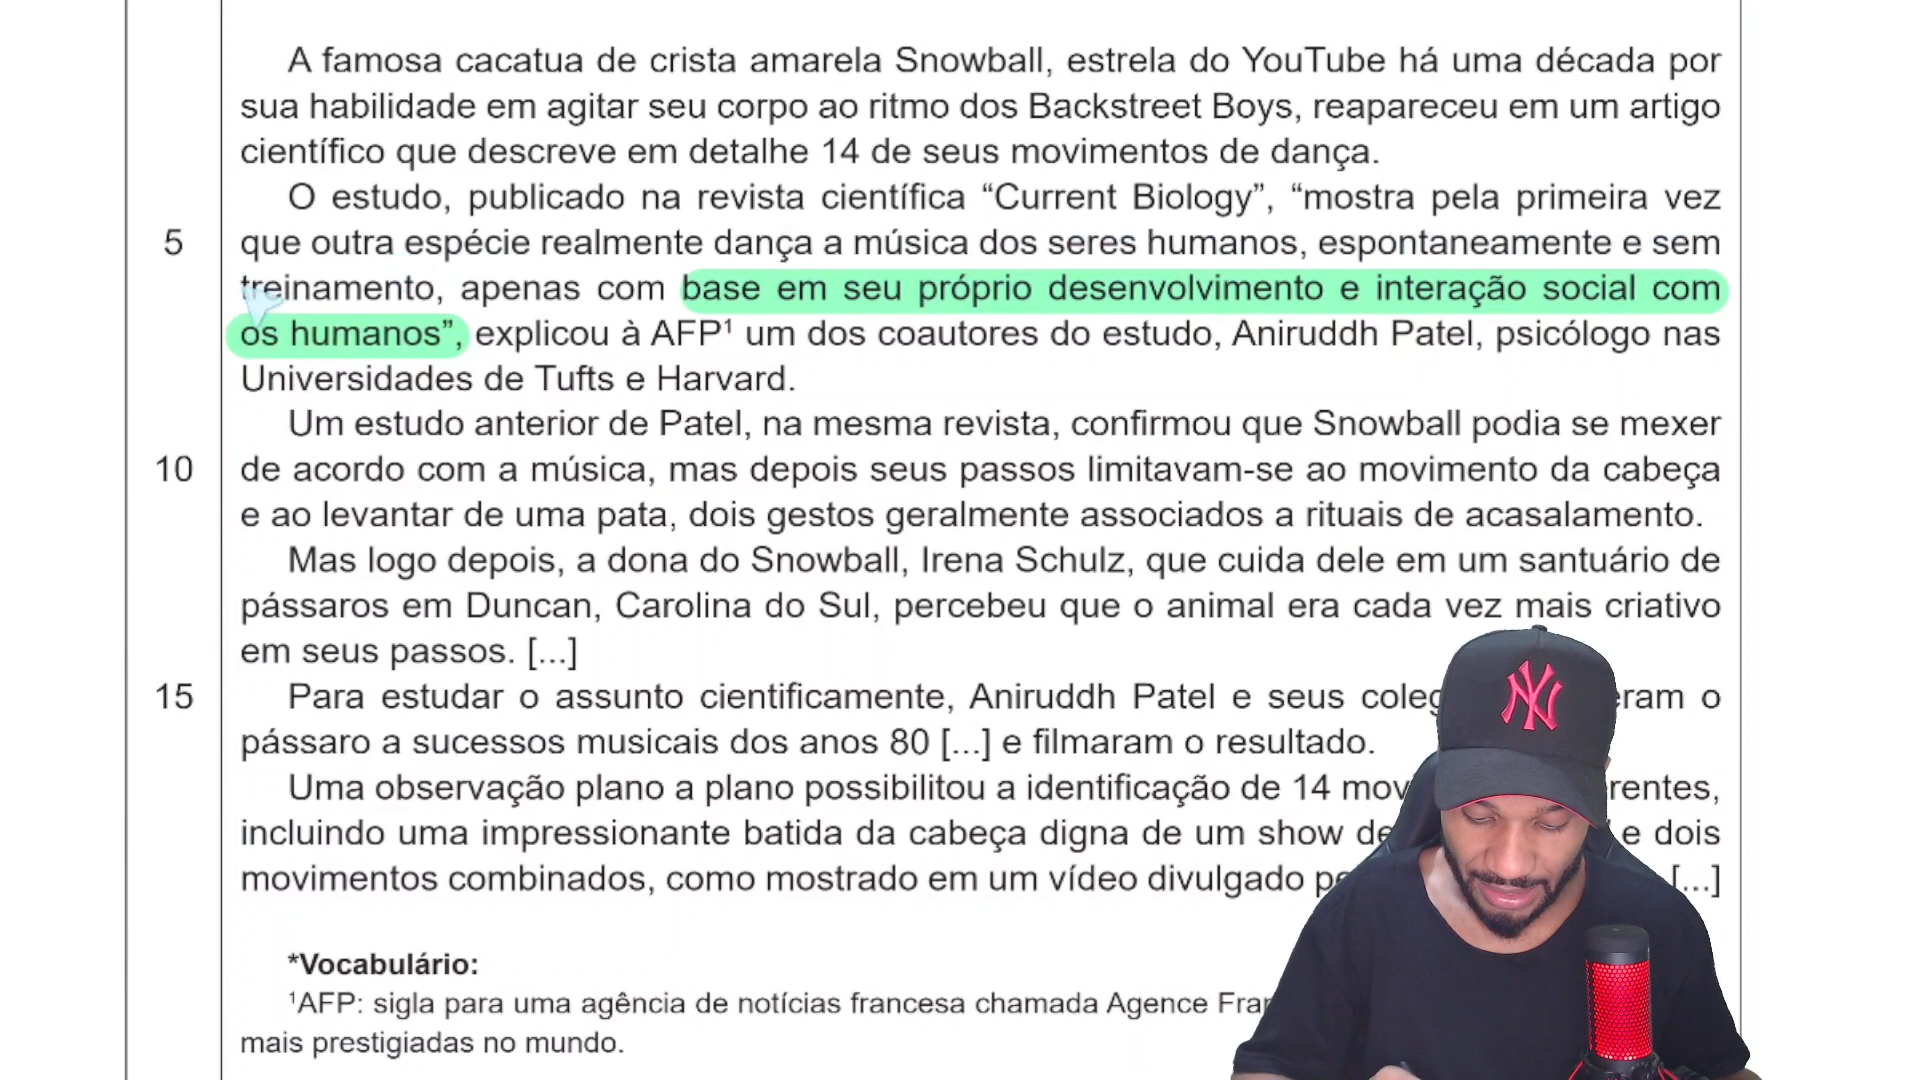 A famosa cacatua de crista amarela Snowball, estrela do YouTube há uma década por
sua habilidade em agitar seu corpo ao ritmo dos Backstreet Boys, reapareceu em um artigo
científico que descreve em detalhe 14 de seus movimentos de dança.
O estudo, publicado na revista científica “Current Biology”, “mostra pela primeira vez
5 que outra espécie realmente dança a música dos seres humanos, espontaneamente e sem
treinamento, apenas com base em seu próprio desenvolvimento e interação social com
os humanos”, explicou à AFP¹ um dos coautores do estudo, Aniruddh Patel, psicólogo nas
Universidades de Tufts e Harvard.
Um estudo anterior de Patel, na mesma revista, confirmou que Snowball podia se mexer
10 de acordo com a música, mas depois seus passos limitavam-se ao movimento da cabeça
e ao levantar de uma pata, dois gestos geralmente associados a rituais de acasalamento.
Mas logo depois, a dona do Snowball, Irena Schulz, que cuida dele em um santuário de
pássaros em Duncan, Carolina do Sul, percebeu que o animal era cada vez mais criativo
em seus passos. [...]
15 Para estudar o assunto cientificamente, Aniruddh Patel e seus o
pássaro a sucessos musicais dos anos 80 [...] e filmaram o resultado.
Uma observação plano a plano possibilitou a identificação de 14
incluindo uma impressionante batida da cabeça digna de um show e dois
movimentos combinados, como mostrado em um vídeo divulgado [...]
*Vocabulário:
¹AFP: sigla para uma agência de notícias francesa chamada Agence
mais prestigiadas no mundo.
NY